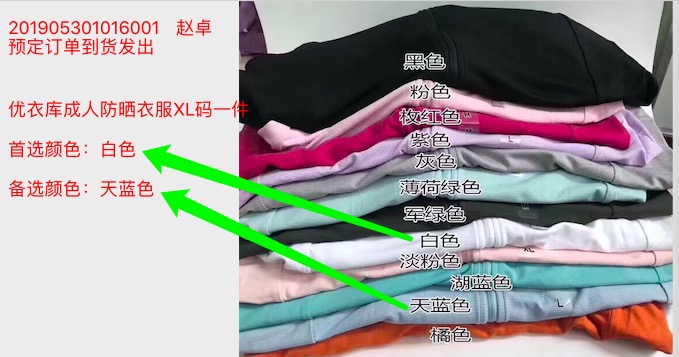 201905301016001 赵卓
预定订单到货发出
优衣库成人防晒衣服XL码一件
首选颜色：白色
备选颜色：天蓝色
黑色
粉色
枚红色
紫色
灰色
薄荷绿色
军绿色
白色
淡粉色
湖蓝色
天蓝色
橘色
M
L
XL
L